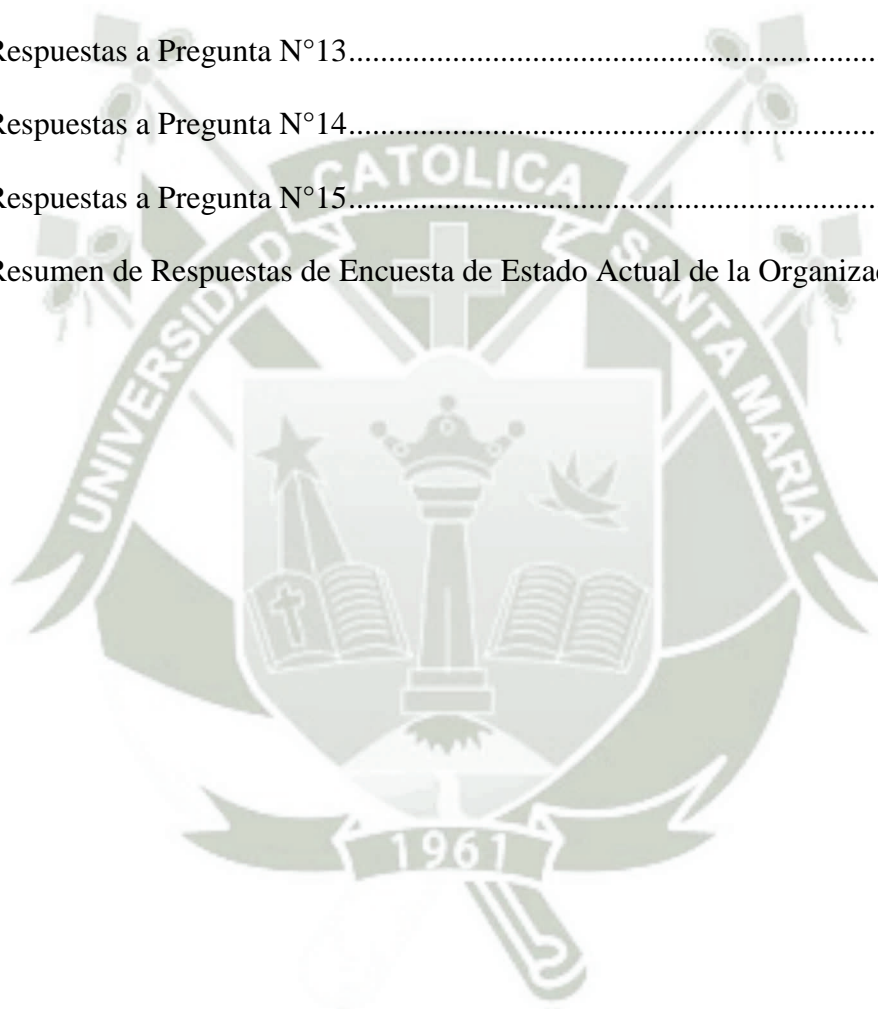 Respuestas a Pregunta N°13.......................................................................
Respuestas a Pregunta N°14.......................................................................
Respuestas a Pregunta N°15.......................................................................
Resumen de Respuestas de Encuesta de Estado Actual de la
UNIVERSIDAD CATOLICA SANTA MARIA
1961